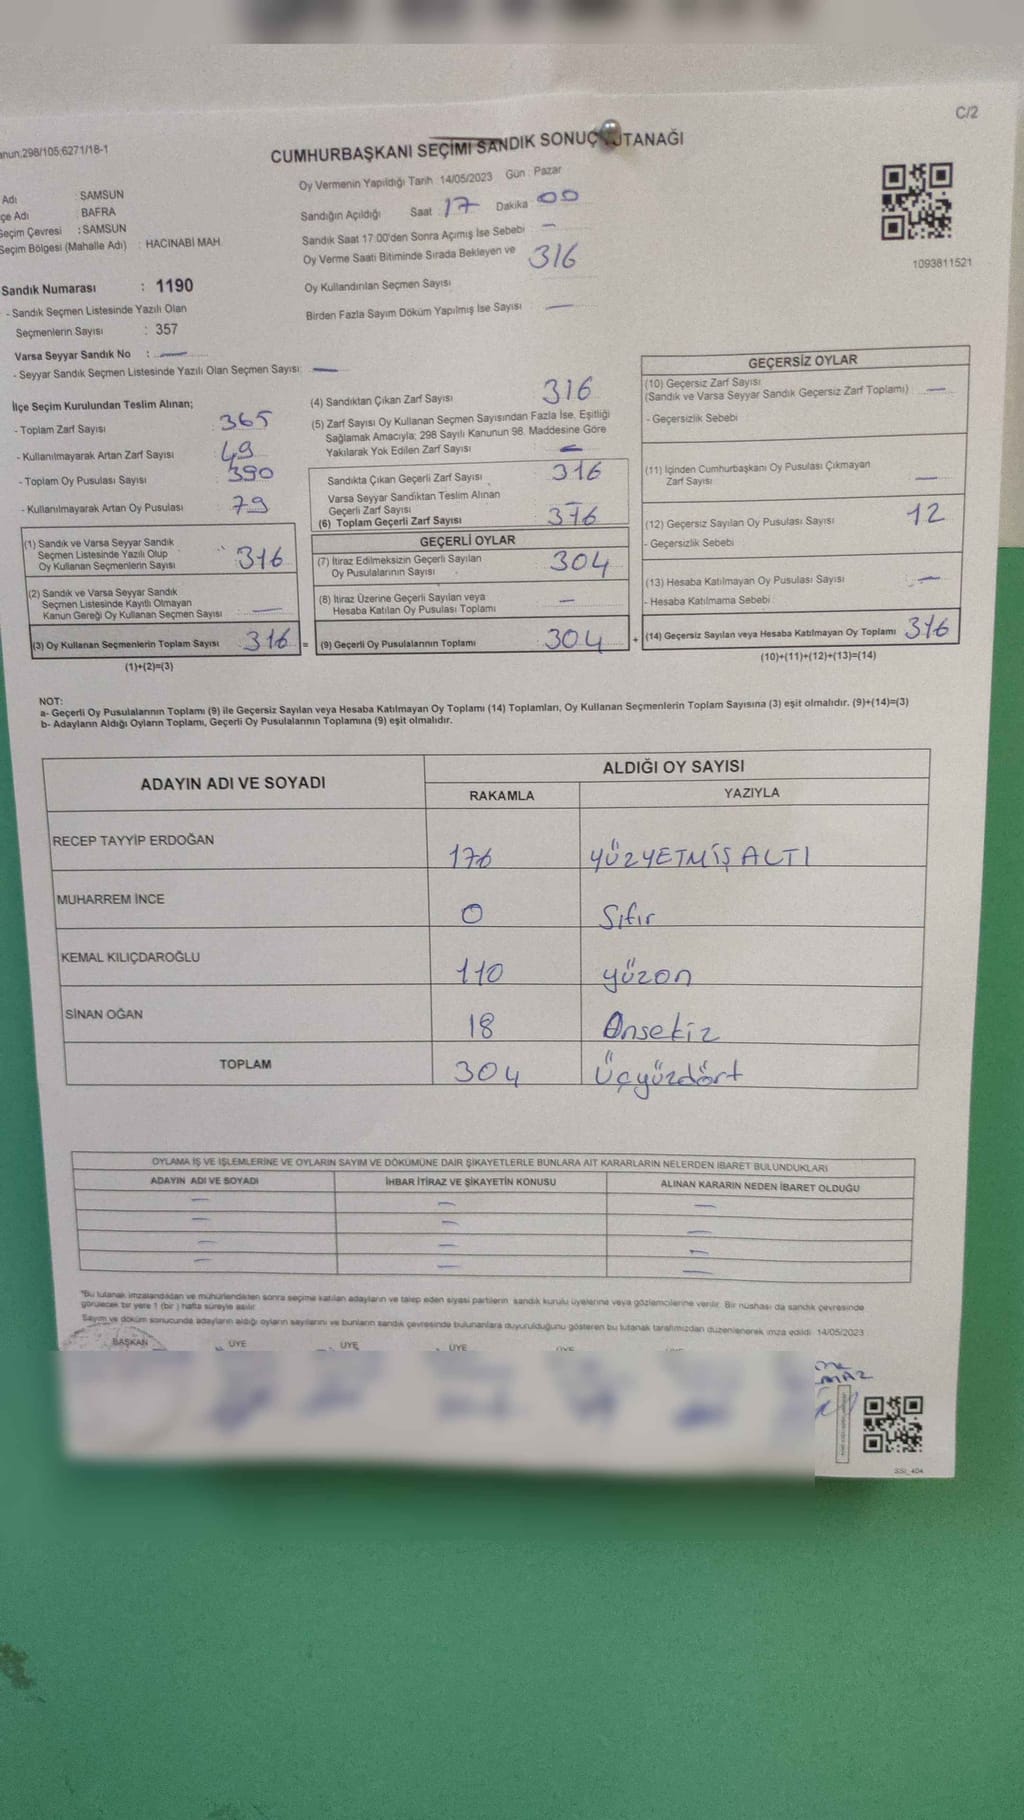 C/2
anun.298/105;6271/18-1
CUMHURBAŞKANI SEÇİMİ SANDIK SONUÇ UTANAĞI
Adı : SAMSUN
çe Adı : BAFRA
Seçim Çevresi : SAMSUN
Seçim Bölgesi (Mahalle Adı) : HACINABİ MAH.
Oy Vermenin Yapıldığı Tarih : 14/05/2023 Gün : Pazar
Sandığın Açıldığı Saat : 17 Dakika : 00
Sandık Saat 17:00'den Sonra Açımış İse Sebebi : —
Oy Verme Saati Bitiminde Sırada Bekleyen ve
Oy Kullandırılan Seçmen Sayısı 316
Birden Fazla Sayım Döküm Yapılmış İse Sayısı : —
1093811521
Sandık Numarası : 1190
- Sandık Seçmen Listesinde Yazılı Olan
Seçmenlerin Sayısı : 357
Varsa Seyyar Sandık No : —
- Seyyar Sandık Seçmen Listesinde Yazılı Olan Seçmen Sayısı: —
İlçe Seçim Kurulundan Teslim Alınan;
- Toplam Zarf Sayısı : 365
- Kullanılmayarak Artan Zarf Sayısı : 49
- Toplam Oy Pusulası Sayısı : 390
- Kullanılmayarak Artan Oy Pusulası : 79
(1) Sandık ve Varsa Seyyar Sandık
Seçmen Listesinde Yazılı Olup
Oy Kullanan Seçmenlerin Sayısı : 316
(2) Sandık ve Varsa Seyyar Sandık
Seçmen Listesinde Kayıtlı Olmayan
Kanun Gereği Oy Kullanan Seçmen Sayısı : —
(3) Oy Kullanan Seçmenlerin Toplam Sayısı : 316 =
(1)+(2)=(3)
(4) Sandıktan Çıkan Zarf Sayısı 316
(5) Zarf Sayısı Oy Kullanan Seçmen Sayısından Fazla İse, Eşitliği
Sağlamak Amacıyla; 298 Sayılı Kanunun 98. Maddesine Göre
Yakılarak Yok Edilen Zarf Sayısı : —
Sandıkta Çıkan Geçerli Zarf Sayısı : 316
Varsa Seyyar Sandıktan Teslim Alınan
Geçerli Zarf Sayısı : —
(6) Toplam Geçerli Zarf Sayısı : 316
GEÇERLİ OYLAR
(7) İtiraz Edilmeksizin Geçerli Sayılan
Oy Pusulalarının Sayısı : 304
(8) İtiraz Üzerine Geçerli Sayılan veya
Hesaba Katılan Oy Pusulası Toplamı : —
(9) Geçerli Oy Pusulalarının Toplamı : 304 +
GEÇERSİZ OYLAR
(10) Geçersiz Zarf Sayısı
(Sandık ve Varsa Seyyar Sandık Geçersiz Zarf Toplamı) : —
- Geçersizlik Sebebi :
(11) İçinden Cumhurbaşkanı Oy Pusulası Çıkmayan
Zarf Sayısı : —
(12) Geçersiz Sayılan Oy Pusulası Sayısı : 12
- Geçersizlik Sebebi :
(13) Hesaba Katılmayan Oy Pusulası Sayısı : —
- Hesaba Katılmama Sebebi :
(14) Geçersiz Sayılan veya Hesaba Katılmayan Oy Toplamı : 316
(10)+(11)+(12)+(13)=(14)
NOT:
a- Geçerli Oy Pusulalarının Toplamı (9) ile Geçersiz Sayılan veya Hesaba Katılmayan Oy Toplamı (14) Toplamları, Oy Kullanan Seçmenlerin Toplam Sayısına (3) eşit olmalıdır. (9)+(14)=(3)
b- Adayların Aldığı Oyların Toplamı, Geçerli Oy Pusulalarının Toplamına (9) eşit olmalıdır.
ADAYIN ADI VE SOYADI ALDIĞI OY SAYISI
RAKAMLA YAZIYLA
RECEP TAYYİP ERDOĞAN 176 YÜZYETMİŞ ALTI
MUHARREM İNCE 0 Sıfır
KEMAL KILIÇDAROĞLU 110 yüzon
SİNAN OĞAN 18 Onsekiz
TOPLAM 304 Üçyüzdört
OYLAMA İŞ VE İŞLEMLERİNE VE OYLARIN SAYIM VE DÖKÜMÜNE DAİR ŞİKAYETLERLE BUNLARA AİT KARARLARIN NELERDEN İBARET BULUNDUKLARI
ADAYIN ADI VE SOYADI İHBAR İTİRAZ VE ŞİKAYETİN KONUSU ALINAN KARARIN NEDEN İBARET OLDUĞU
— — —
— — —
— — —
— — —
*Bu tutanak imzalandıktan ve mühürlendikten sonra seçime katılan adayların ve talep eden siyasi partilerin sandık kurulu üyelerine veya gözlemcilerine verilir. Bir nüshası da sandık çevresinde
görülecek bir yere 1 (bir ) hafta süreyle asılır.
Sayım ve döküm sonucunda adayların aldığı oyların sayılarını ve bunların sandık çevresinde bulunanlara duyurulduğunu gösteren bu tutanak tarafımızdan düzenlenerek imza edildi. 14/05/2023
BAŞKAN ÜYE ÜYE ÜYE ÜYE
SSİ_404